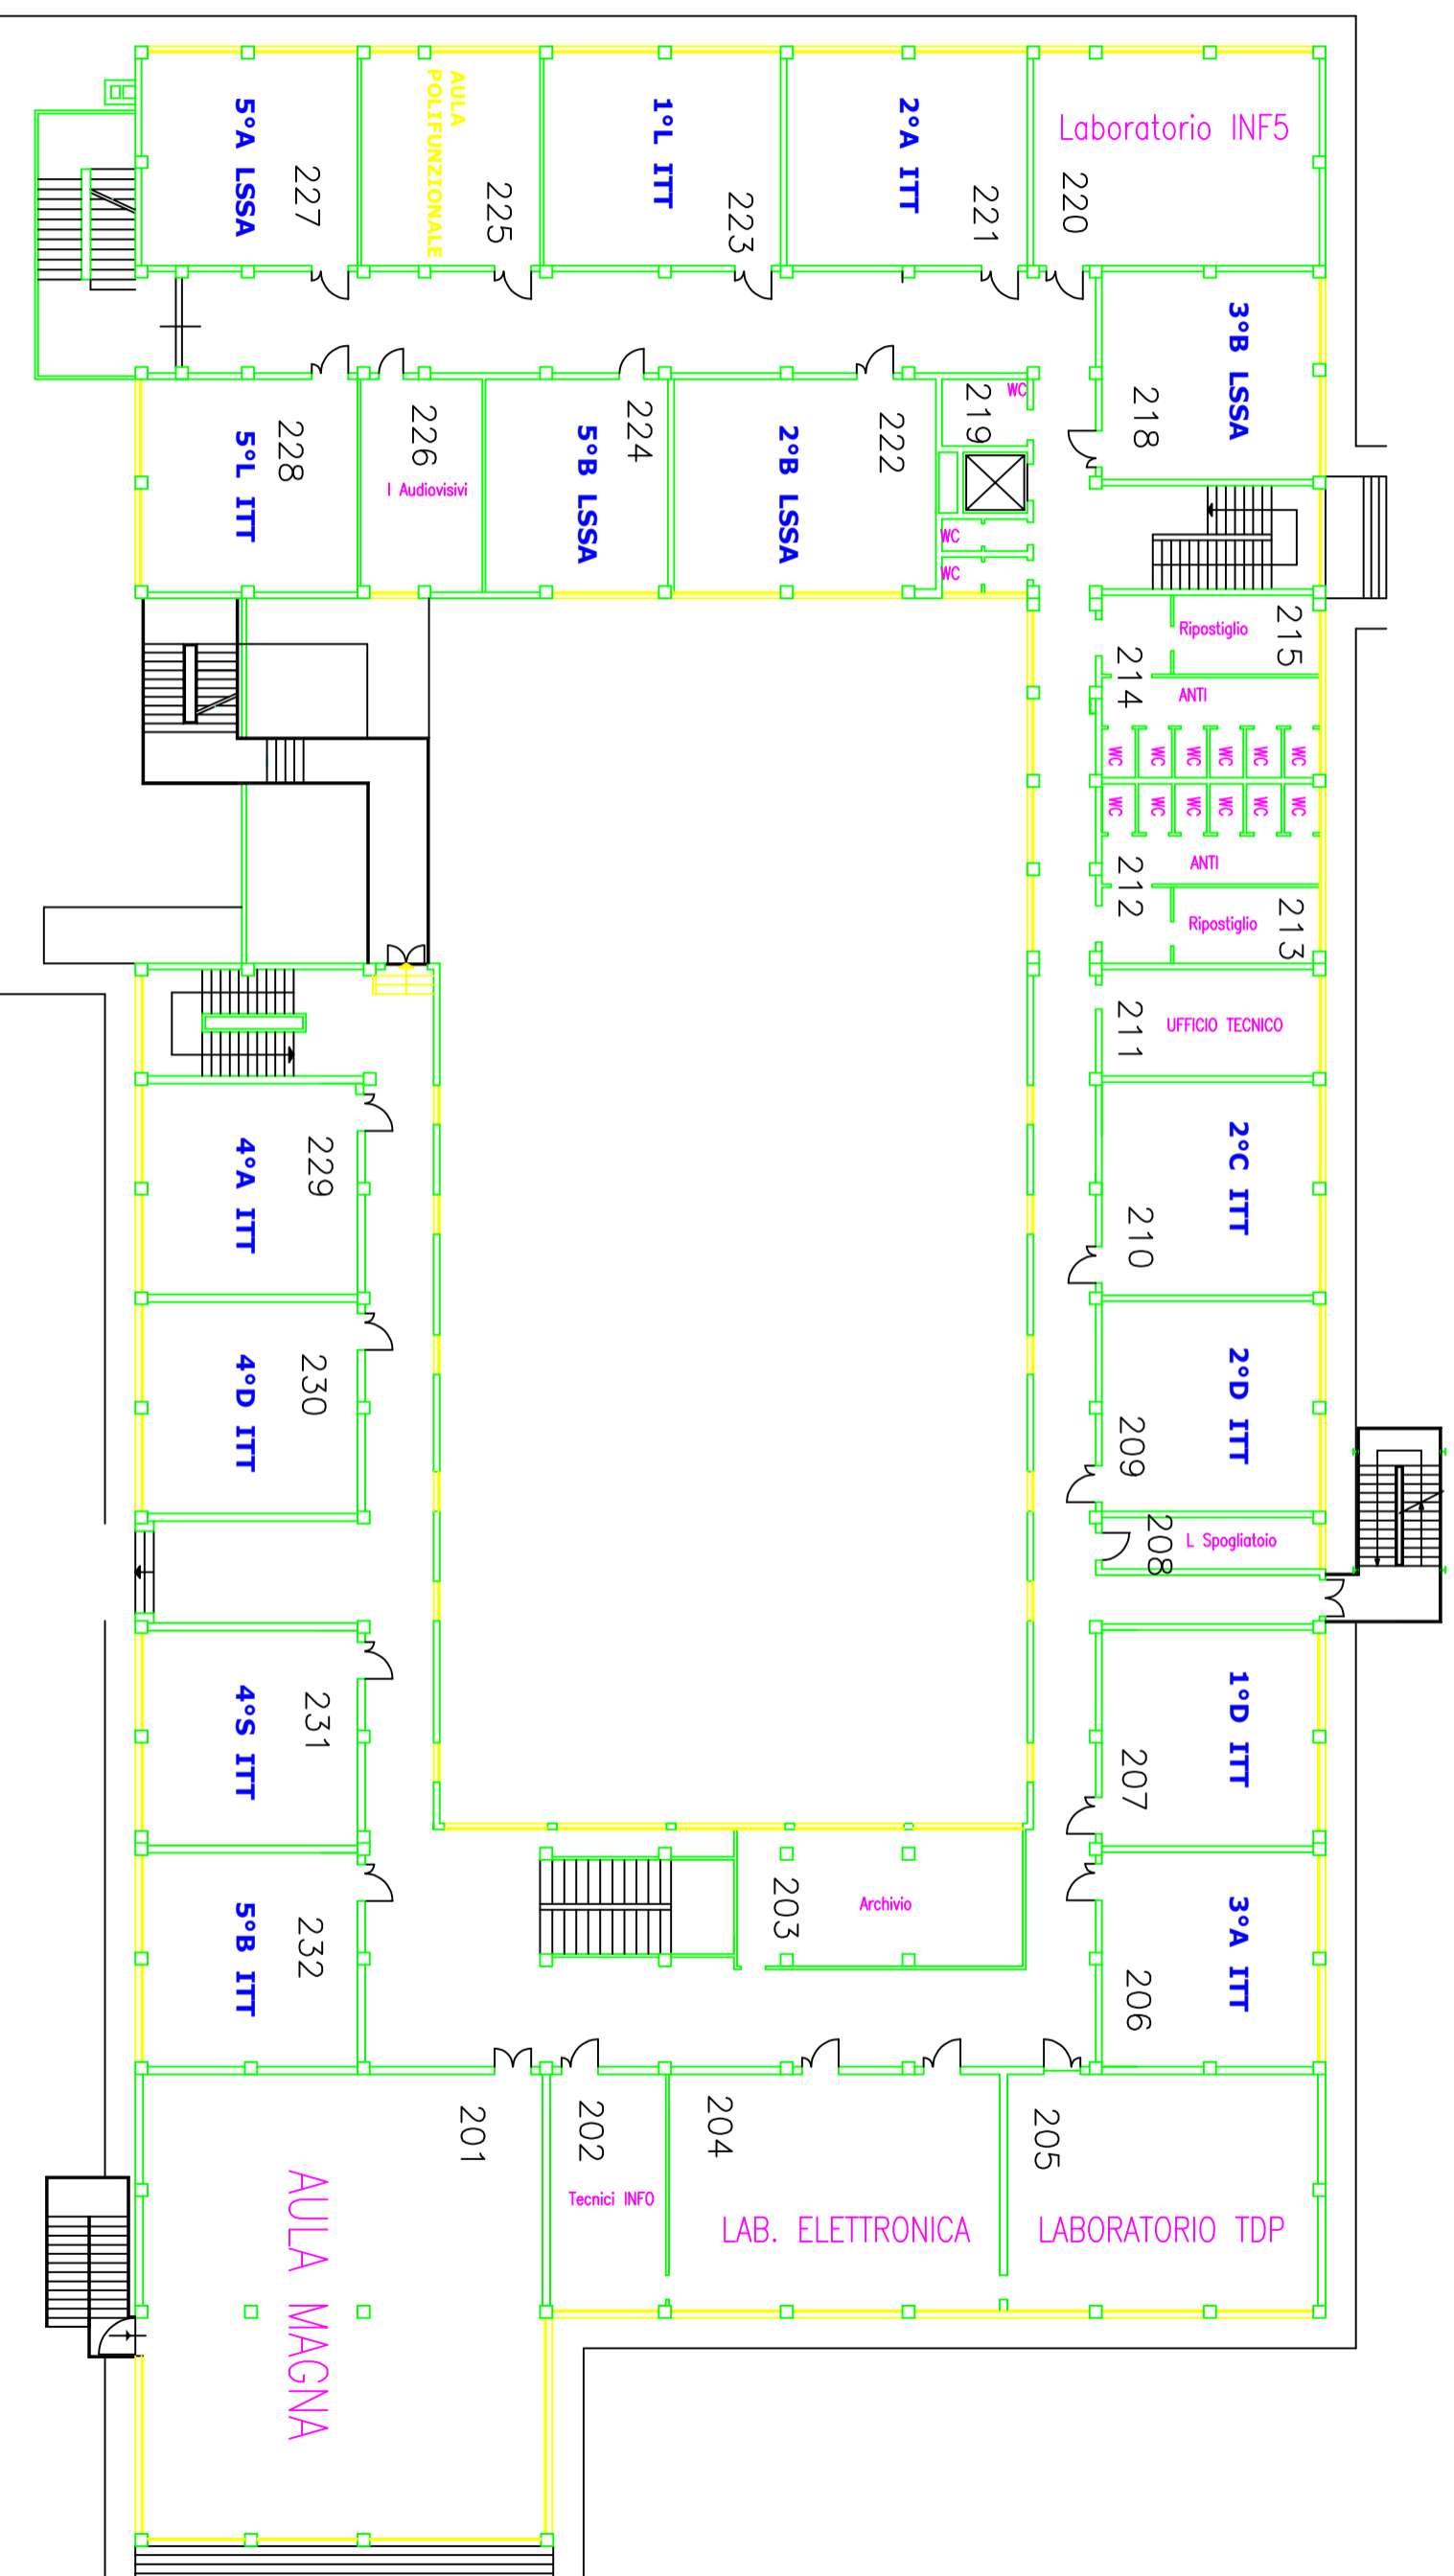 5°A LSSA
227
AULA
POLIFUNZIONALE
225
1°L ITT
223
2°A ITT
221
Laboratorio INF5
220
3°B LSSA
218
5°L ITT
228
226
I Audiovisivi
5°B LSSA
224
2°B LSSA
222
219
WC
WC
WC
215
Ripostiglio
214
ANTI
WC
WC
WC
WC
WC
WC
WC
WC
WC
WC
WC
WC
212
ANTI
213
Ripostiglio
211
UFFICIO TECNICO
2°C ITT
210
2°D ITT
209
208
L Spogliatoio
1°D ITT
207
3°A ITT
206
4°A ITT
229
4°D ITT
230
4°S ITT
231
5°B ITT
232
203
Archivio
201
AULA MAGNA
202
Tecnici INFO
204
LAB. ELETTRONICA
205
LABORATORIO TDP